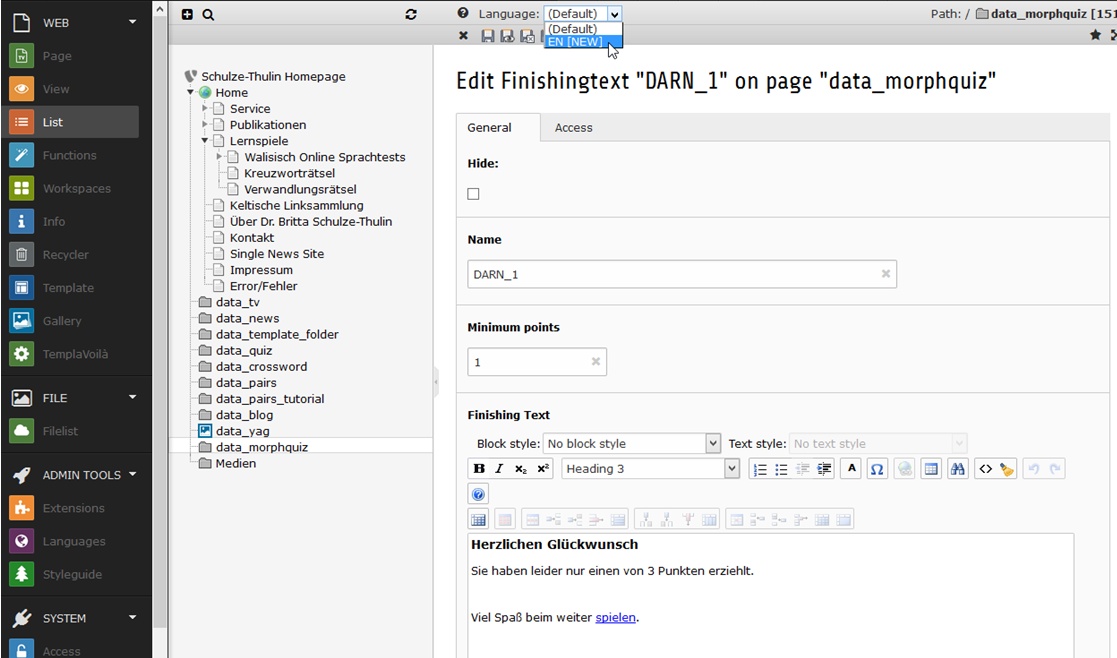 WEB
Page
View
List
Functions
Workspaces
Info
Recycler
Template
Gallery
TemplaVoilà
FILE
Filelist
ADMIN TOOLS
Extensions
Languages
Styleguide
SYSTEM
Access
Schulze-Thulin Homepage
Home
Service
Publikationen
Lernspiele
Walisisch Online Sprachtests
Kreuzworträtsel
Verwandlungsrätsel
Keltische Linksammlung
Über Dr. Britta Schulze-Thulin
Kontakt
Single News Site
Impressum
Error/Fehler
data_tv
data_news
data_template_folder
data_quiz
data_crossword
data_pairs
data_pairs_tutorial
data_blog
data_yag
data_morphquiz
Medien
Language: (Default) Path: / data_morphquiz [151
(Default)
EN [NEW]
Edit Finishingtext "DARN_1" on page "data_morphquiz"
General Access
Hide:
Name
DARN_1
Minimum points
1
Finishing Text
Block style: No block style Text style: No text style
B I x₂ x² Heading 3 A Ω
Herzlichen Glückwunsch
Sie haben leider nur einen von 3 Punkten erziehlt.
Viel Spaß beim weiter spielen.